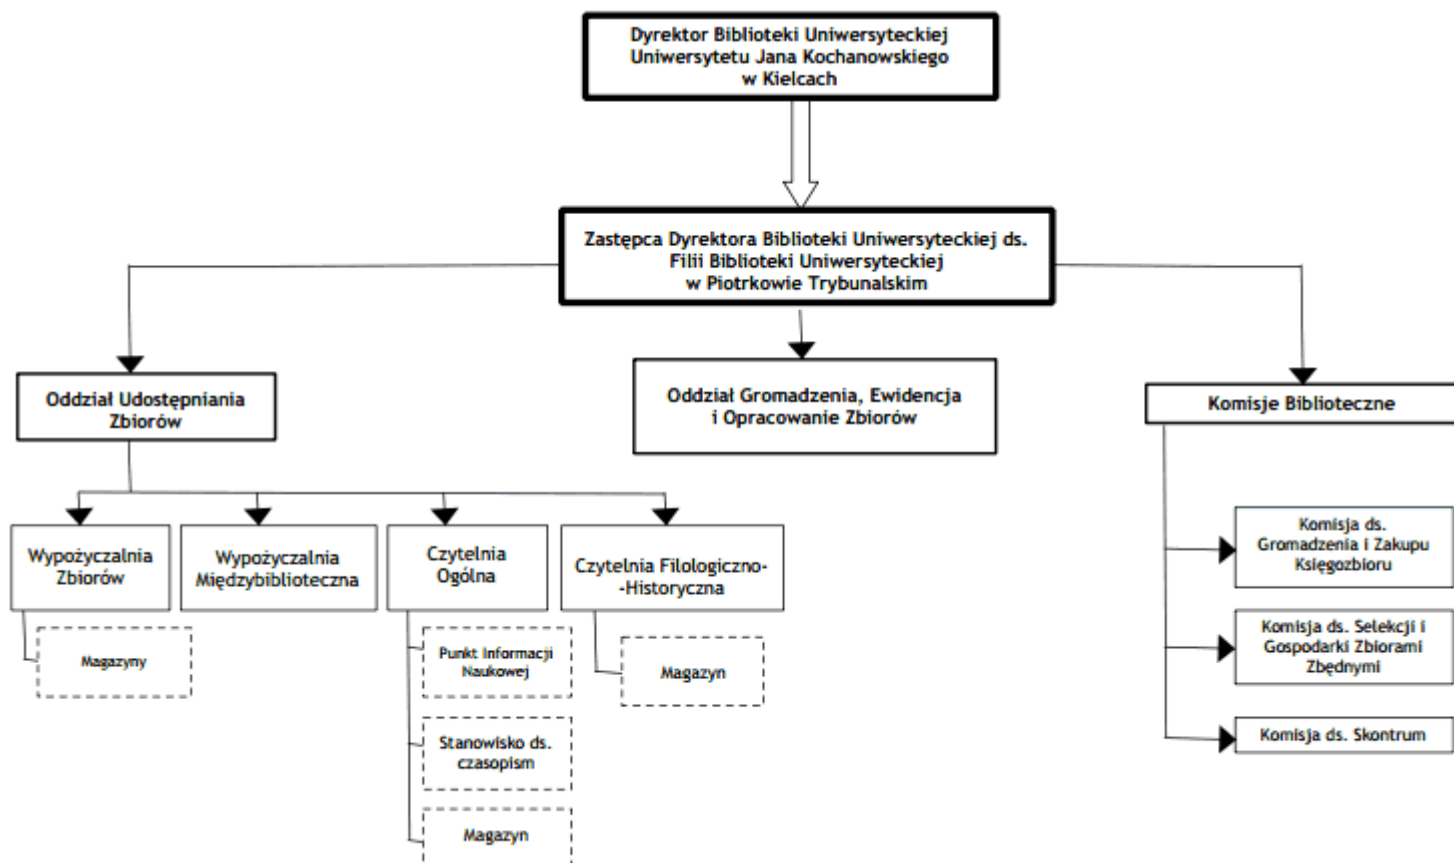 Dyrektor Biblioteki Uniwersyteckiej
Uniwersytetu Jana Kochanowskiego
w Kielcach
Zastępca Dyrektora Biblioteki Uniwersyteckiej ds.
Filii Biblioteki Uniwersyteckiej
w Piotrkowie Trybunalskim
Oddział Udostępniania
Zbiorów
Oddział Gromadzenia, Ewidencja
i Opracowanie Zbiorów
Komisje Biblioteczne
Wypożyczalnia
Zbiorów
Wypożyczalnia
Międzybiblioteczna
Czytelnia
Ogólna
Czytelnia Filologiczno-
-Historyczna
Komisja ds.
Gromadzenia i Zakupu
Księgozbioru
Magazyny
Punkt Informacji
Naukowej
Magazyn
Komisja ds. Selekcji i
Gospodarki Zbiorami
Zbędnymi
Stanowisko ds.
czasopism
Komisja ds. Skontrum
Magazyn